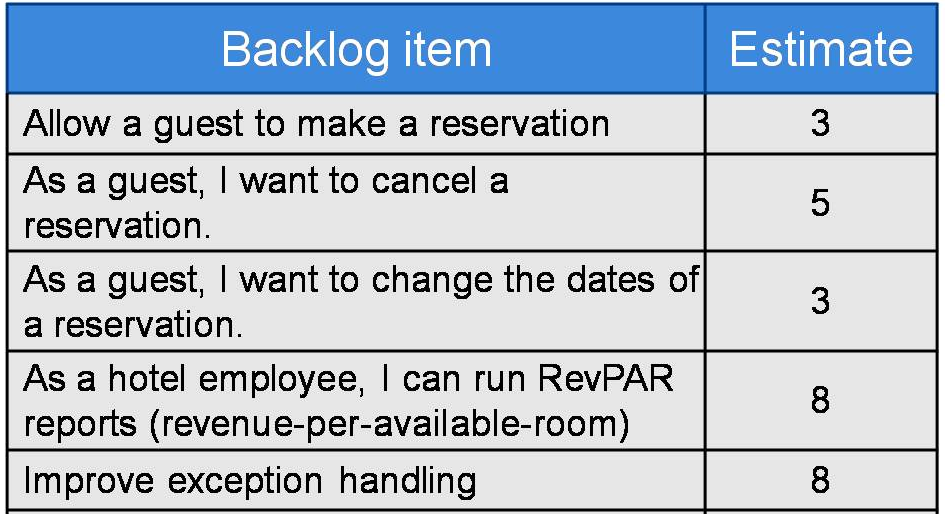 Backlog item Estimate
Allow a guest to make a reservation 3
As a guest, I want to cancel a
reservation.
5
As a guest, I want to change the dates of
a reservation.
3
As a hotel employee, I can run RevPAR
reports (revenue-per-available-room)
8
Improve exception handling 8